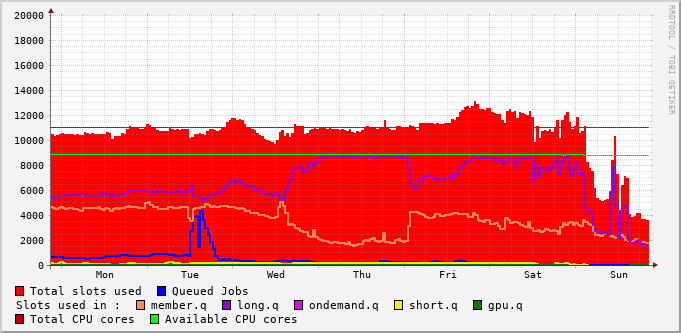 RRDTOOL / TOBI OETIKER
20000
18000
16000
14000
12000
10000
8000
6000
4000
2000
0
Mon Tue Wed Thu Fri Sat Sun
Total slots used Queued Jobs
Slots used in : member.q long.q ondemand.q short.q gpu.q
Total CPU cores Available CPU cores